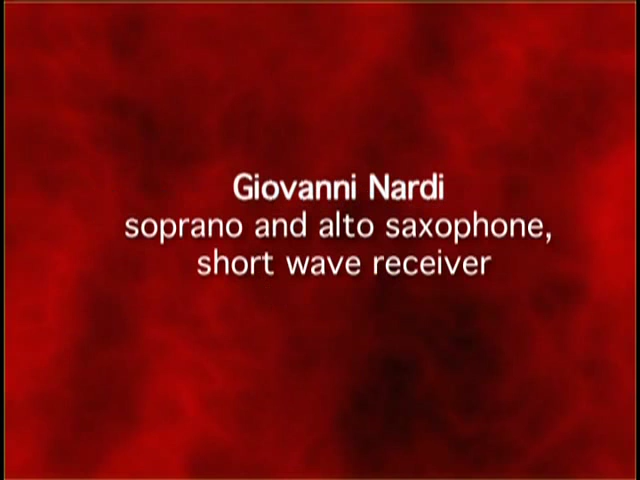 Giovanni Nardi
soprano and alto saxophone,
short wave receiver